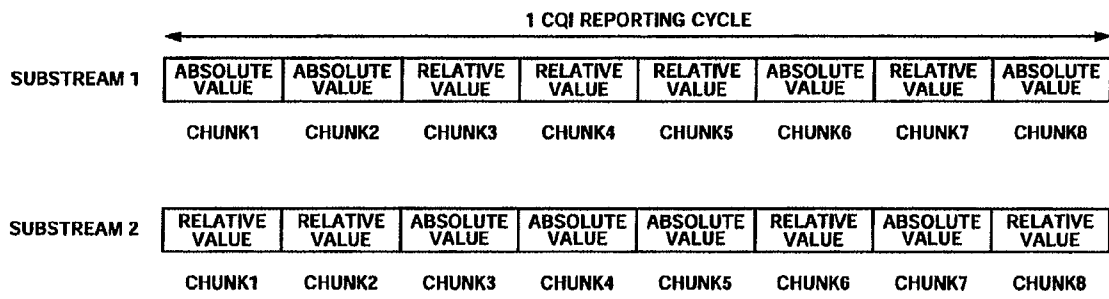 1 CQI REPORTING CYCLE
SUBSTREAM 1
ABSOLUTE VALUE ABSOLUTE VALUE RELATIVE VALUE RELATIVE VALUE RELATIVE VALUE ABSOLUTE VALUE RELATIVE VALUE ABSOLUTE VALUE
CHUNK1 CHUNK2 CHUNK3 CHUNK4 CHUNK5 CHUNK6 CHUNK7 CHUNK8
SUBSTREAM 2
RELATIVE VALUE RELATIVE VALUE ABSOLUTE VALUE ABSOLUTE VALUE ABSOLUTE VALUE RELATIVE VALUE ABSOLUTE VALUE RELATIVE VALUE
CHUNK1 CHUNK2 CHUNK3 CHUNK4 CHUNK5 CHUNK6 CHUNK7 CHUNK8